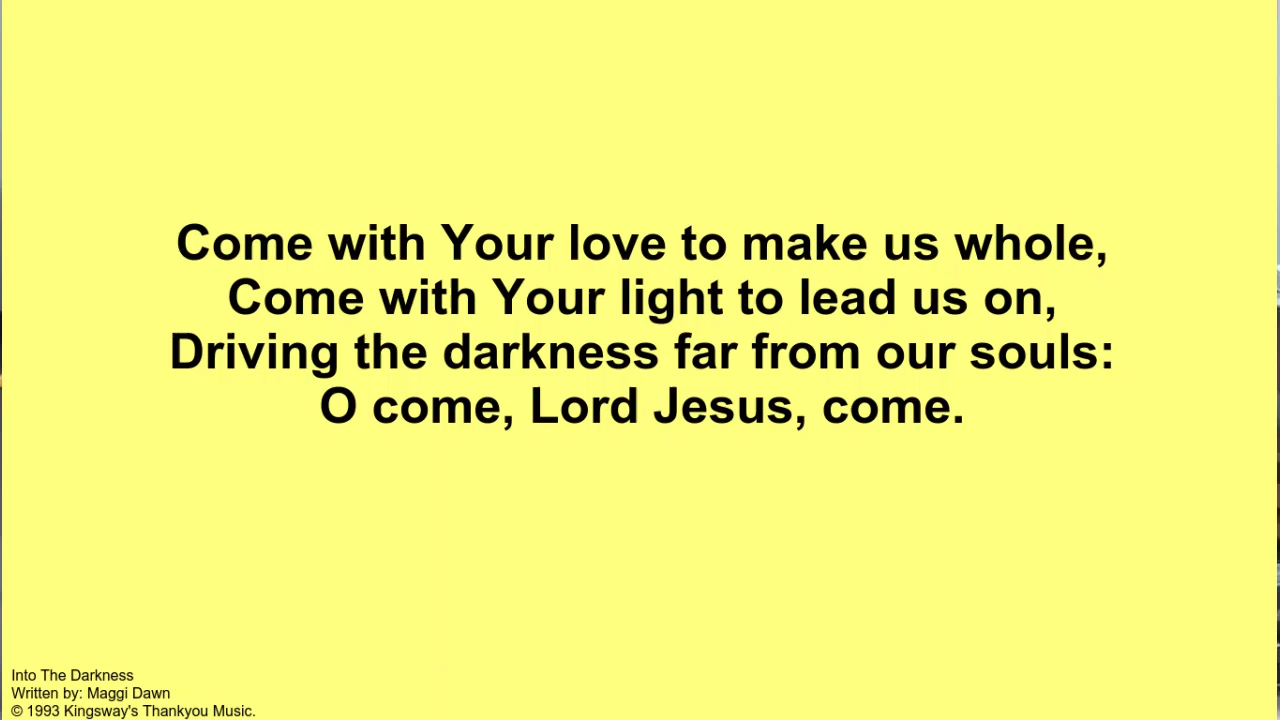 Come with Your love to make us whole,
Come with Your light to lead us on,
Driving the darkness far from our souls:
O come, Lord Jesus, come.
Into The Darkness
Written by: Maggi Dawn
© 1993 Kingsway's Thankyou Music.